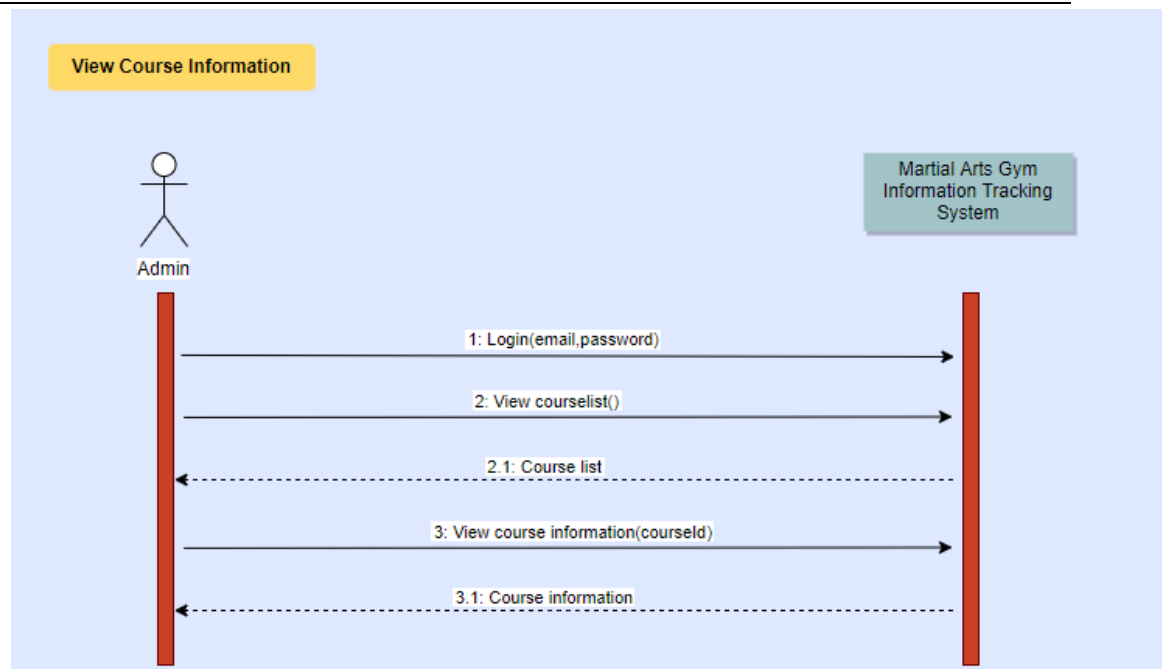 View Course Information
Martial Arts Gym
Information Tracking
System
Admin
1: Login(email,password)
2: View courselist()
2.1: Course list
3: View course information(courseId)
3.1: Course information